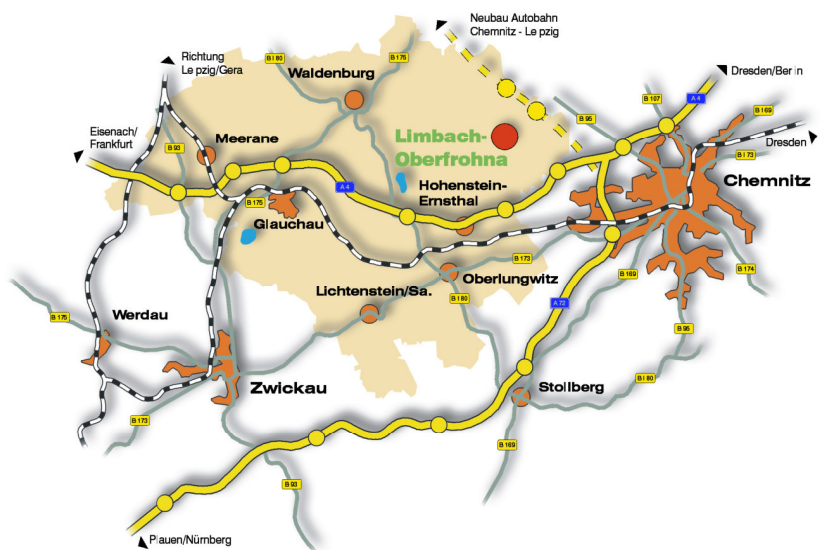 Neubau Autobahn
Chemnitz - Le pzig
B 180
B 175
Richtung
Le pzig/Gera
Waldenburg
Dresden/Ber in
A 4
B 107
B 169
B 95
Eisenach/
Frankfurt
B 93
Meerane
Limbach-
Oberfrohna
Dresden
B 173
Chemnitz
A 4
Hohenstein-
Ernsthal
B 175
Glauchau
B 173
Oberlungwitz
B 169
B 174
Lichtenstein/Sa.
B 180
A 72
B 175
Werdau
B 95
Zwickau
Stollberg
B 180
B 173
B 169
B 93
Plauen/Nürnberg